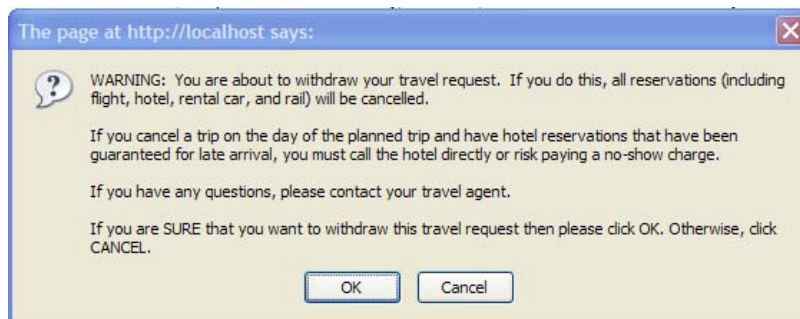 The page at http://localhost says:
WARNING: You are about to withdraw your travel request. If you do this, all reservations (including
flight, hotel, rental car, and rail) will be cancelled.
If you cancel a trip on the day of the planned trip and have hotel reservations that have been
guaranteed for late arrival, you must call the hotel directly or risk paying a no-show charge.
If you have any questions, please contact your travel agent.
If you are SURE that you want to withdraw this travel request then please click OK. Otherwise, click
CANCEL.
OK
Cancel